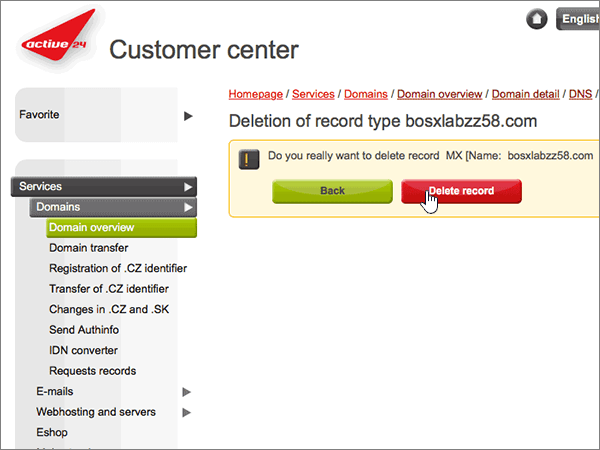 active 24
Customer center
English
Homepage / Services / Domains / Domain overview / Domain detail / DNS /
Deletion of record type bosxlabzz58.com
! Do you really want to delete record MX [Name: bosxlabzz58.com
Back
Delete record
Favorite
Services
Domains
Domain overview
Domain transfer
Registration of .CZ identifier
Transfer of .CZ identifier
Changes in .CZ and .SK
Send Authinfo
IDN converter
Requests records
E-mails
Webhosting and servers
Eshop